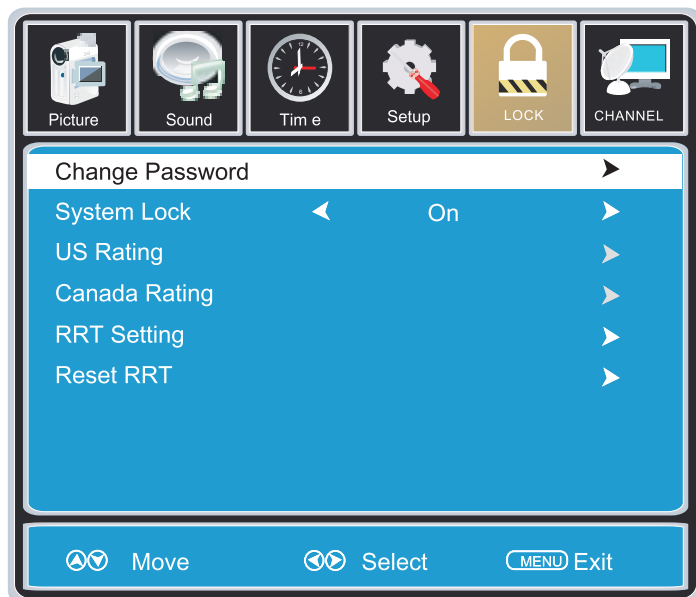 Picture Sound Tim e Setup LOCK CHANNEL
Change Password
System Lock On
US Rating
Canada Rating
RRT Setting
Reset RRT
Move Select MENU Exit